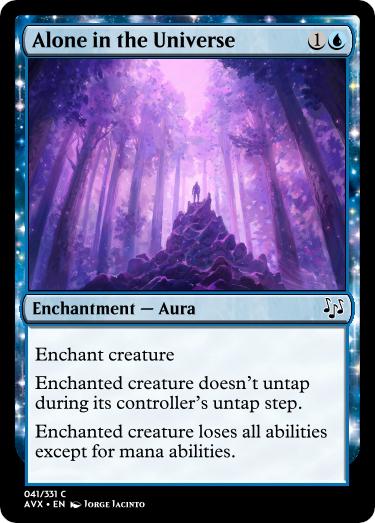 Alone in the Universe 1
Enchantment — Aura
Enchant creature
Enchanted creature doesn't untap
during its controller's untap step.
Enchanted creature loses all abilities
except for mana abilities.
041/331 C
AVX • EN Jorge Jacinto